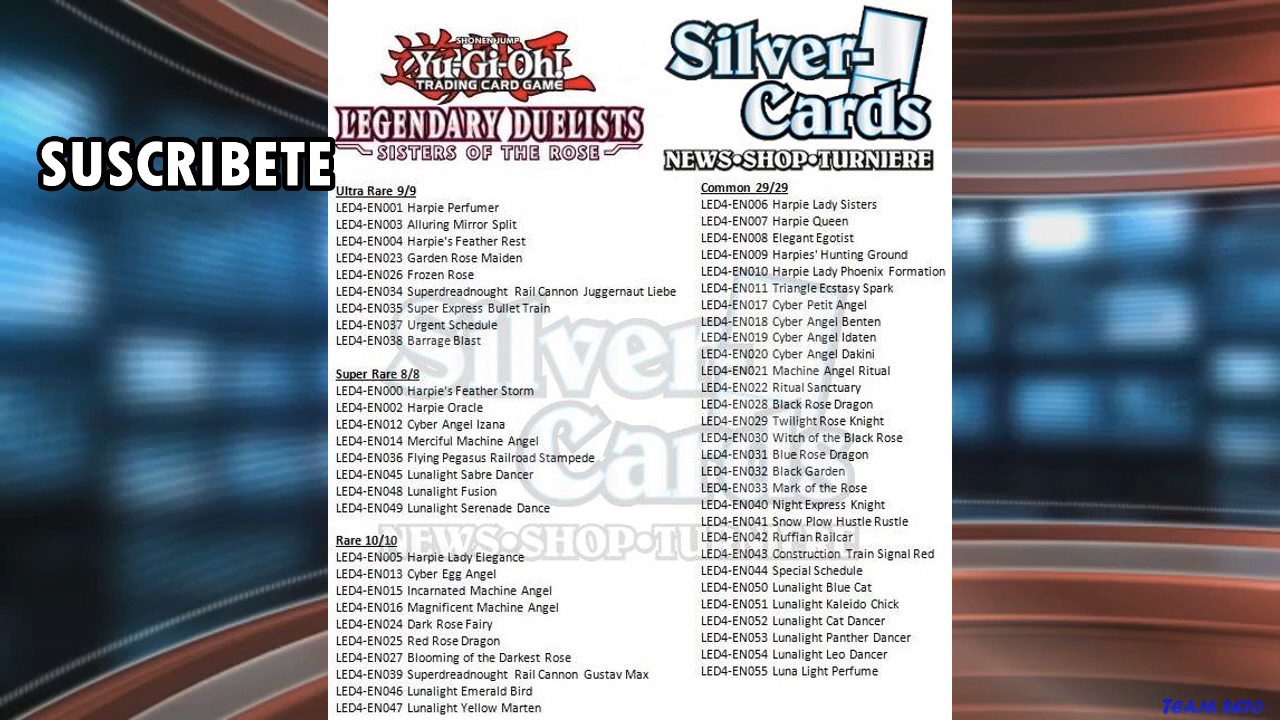 SUSCRIBETE
SHONEN JUMP
Yu-Gi-Oh!
TRADING CARD GAME
LEGENDARY DUELISTS
SISTERS OF THE ROSE
Silver-
Cards
NEWS•SHOP•TURNIERE
Ultra Rare 9/9
LED4-EN001 Harpie Perfumer
LED4-EN003 Alluring Mirror Split
LED4-EN004 Harpie's Feather Rest
LED4-EN023 Garden Rose Maiden
LED4-EN026 Frozen Rose
LED4-EN034 Superdreadnought Rail Cannon Juggernaut Liebe
LED4-EN035 Super Express Bullet Train
LED4-EN037 Urgent Schedule
LED4-EN038 Barrage Blast
Super Rare 8/8
LED4-EN000 Harpie's Feather Storm
LED4-EN002 Harpie Oracle
LED4-EN012 Cyber Angel Izana
LED4-EN014 Merciful Machine Angel
LED4-EN036 Flying Pegasus Railroad Stampede
LED4-EN045 Lunalight Sabre Dancer
LED4-EN048 Lunalight Fusion
LED4-EN049 Lunalight Serenade Dance
Rare 10/10
LED4-EN005 Harpie Lady Elegance
LED4-EN013 Cyber Egg Angel
LED4-EN015 Incarnated Machine Angel
LED4-EN016 Magnificent Machine Angel
LED4-EN024 Dark Rose Fairy
LED4-EN025 Red Rose Dragon
LED4-EN027 Blooming of the Darkest Rose
LED4-EN039 Superdreadnought Rail Cannon Gustav Max
LED4-EN046 Lunalight Emerald Bird
LED4-EN047 Lunalight Yellow Marten
Common 29/29
LED4-EN006 Harpie Lady Sisters
LED4-EN007 Harpie Queen
LED4-EN008 Elegant Egotist
LED4-EN009 Harpies' Hunting Ground
LED4-EN010 Harpie Lady Phoenix Formation
LED4-EN011 Triangle Ecstasy Spark
LED4-EN017 Cyber Petit Angel
LED4-EN018 Cyber Angel Benten
LED4-EN019 Cyber Angel Idaten
LED4-EN020 Cyber Angel Dakini
LED4-EN021 Machine Angel Ritual
LED4-EN022 Ritual Sanctuary
LED4-EN028 Black Rose Dragon
LED4-EN029 Twilight Rose Knight
LED4-EN030 Witch of the Black Rose
LED4-EN031 Blue Rose Dragon
LED4-EN032 Black Garden
LED4-EN033 Mark of the Rose
LED4-EN040 Night Express Knight
LED4-EN041 Snow Plow Hustle Rustle
LED4-EN042 Ruffian Railcar
LED4-EN043 Construction Train Signal Red
LED4-EN044 Special Schedule
LED4-EN050 Lunalight Blue Cat
LED4-EN051 Lunalight Kaleido Chick
LED4-EN052 Lunalight Cat Dancer
LED4-EN053 Lunalight Panther Dancer
LED4-EN054 Lunalight Leo Dancer
LED4-EN055 Luna Light Perfume
Silver-
Cards
NEWS•SHOP•TURNIERE
TEAM SETO